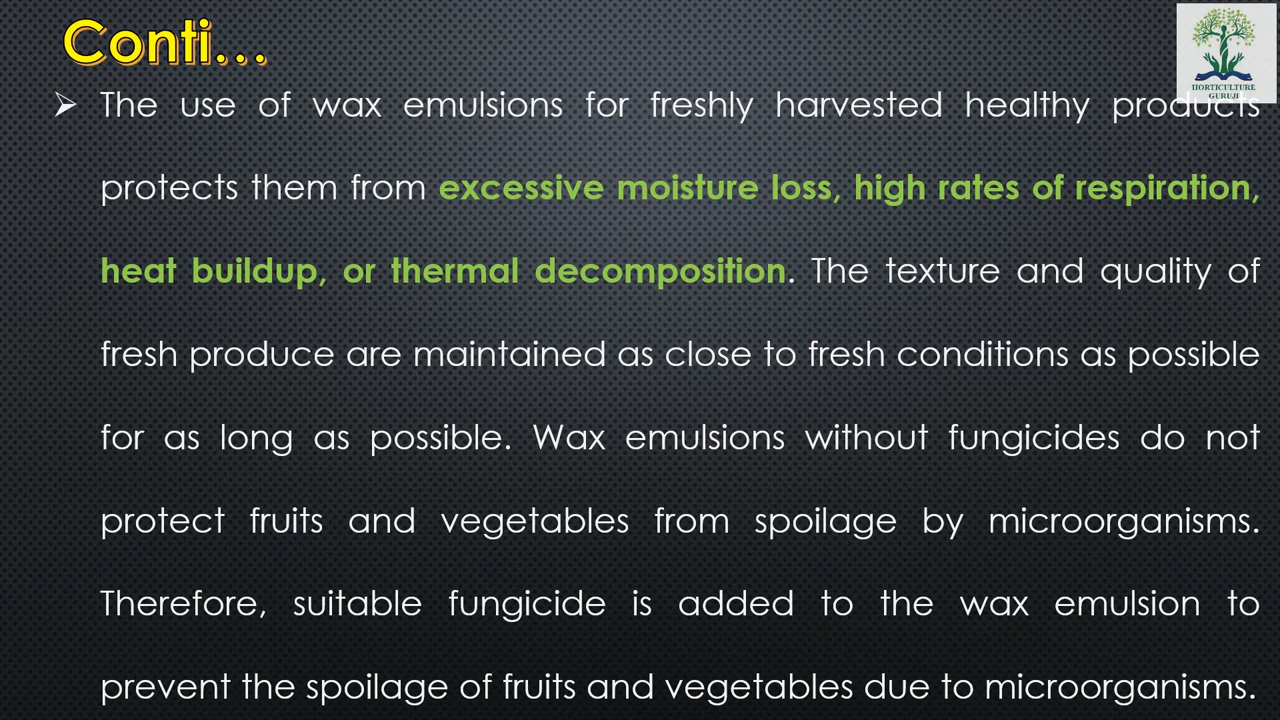 Conti...
HORTICULTURE
GURUJI
➢ The use of wax emulsions for freshly harvested healthy products
protects them from excessive moisture loss, high rates of respiration,
heat buildup, or thermal decomposition. The texture and quality of
fresh produce are maintained as close to fresh conditions as possible
for as long as possible. Wax emulsions without fungicides do not
protect fruits and vegetables from spoilage by microorganisms.
Therefore, suitable fungicide is added to the wax emulsion to
prevent the spoilage of fruits and vegetables due to microorganisms.